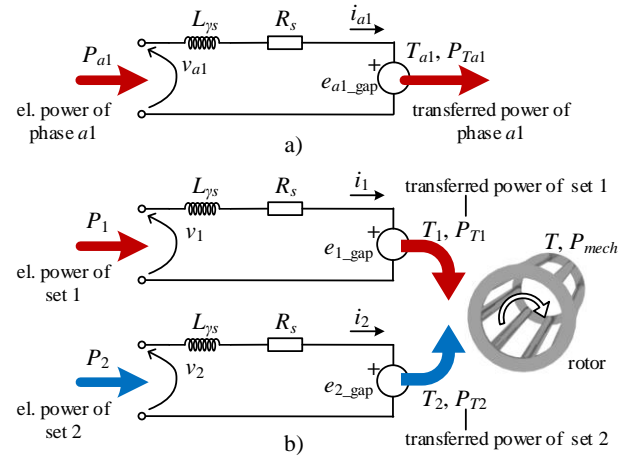 L_γs R_s i_a1
P_a1 v_a1 + e_a1_gap T_a1, P_Ta1
el. power of
phase a1
transferred power of
phase a1
a)
L_γs R_s i_1 transferred power of set 1
P_1 v_1 + e_1_gap T_1, P_T1
el. power of
set 1
T, P_mech
L_γs R_s i_2
rotor
P_2 v_2 + e_2_gap T_2, P_T2
el. power of
set 2
transferred power of set 2
b)